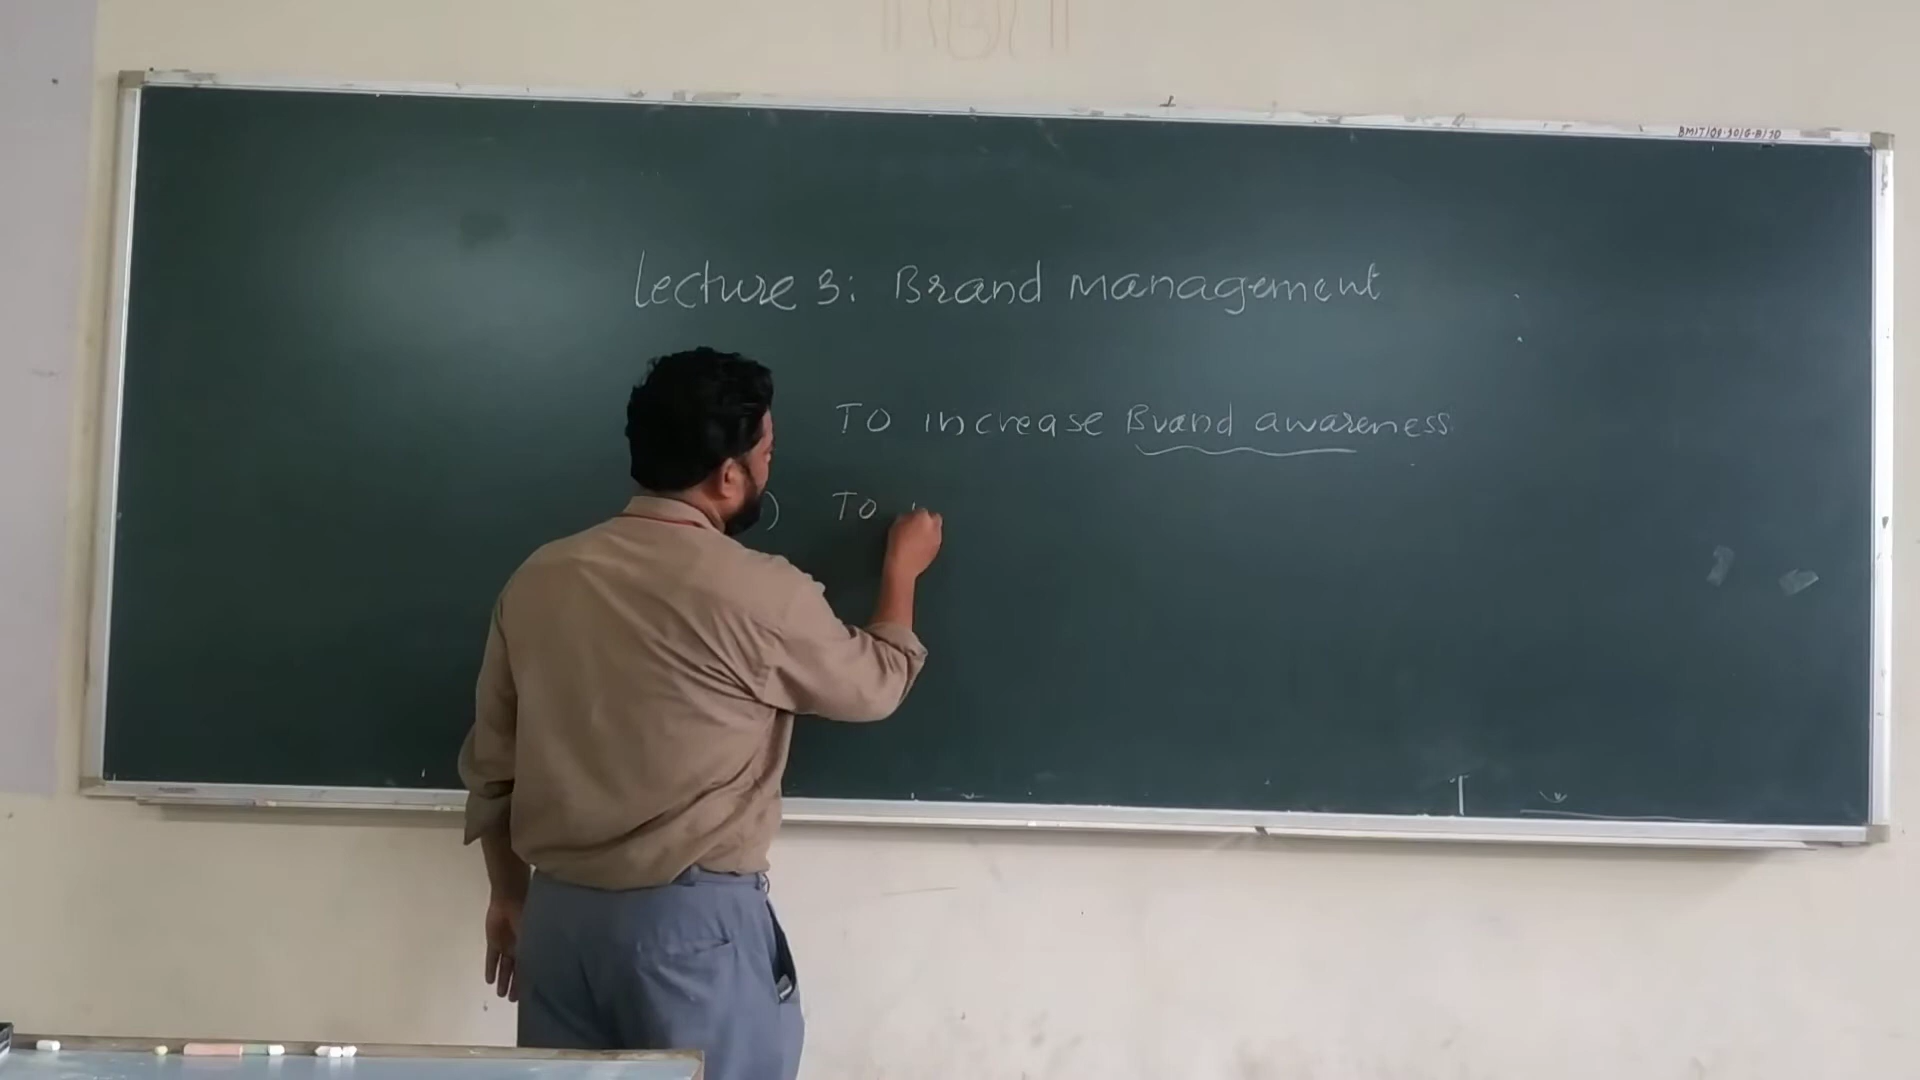 Lecture 3: Brand Management
TO increase Brand awareness
) TO